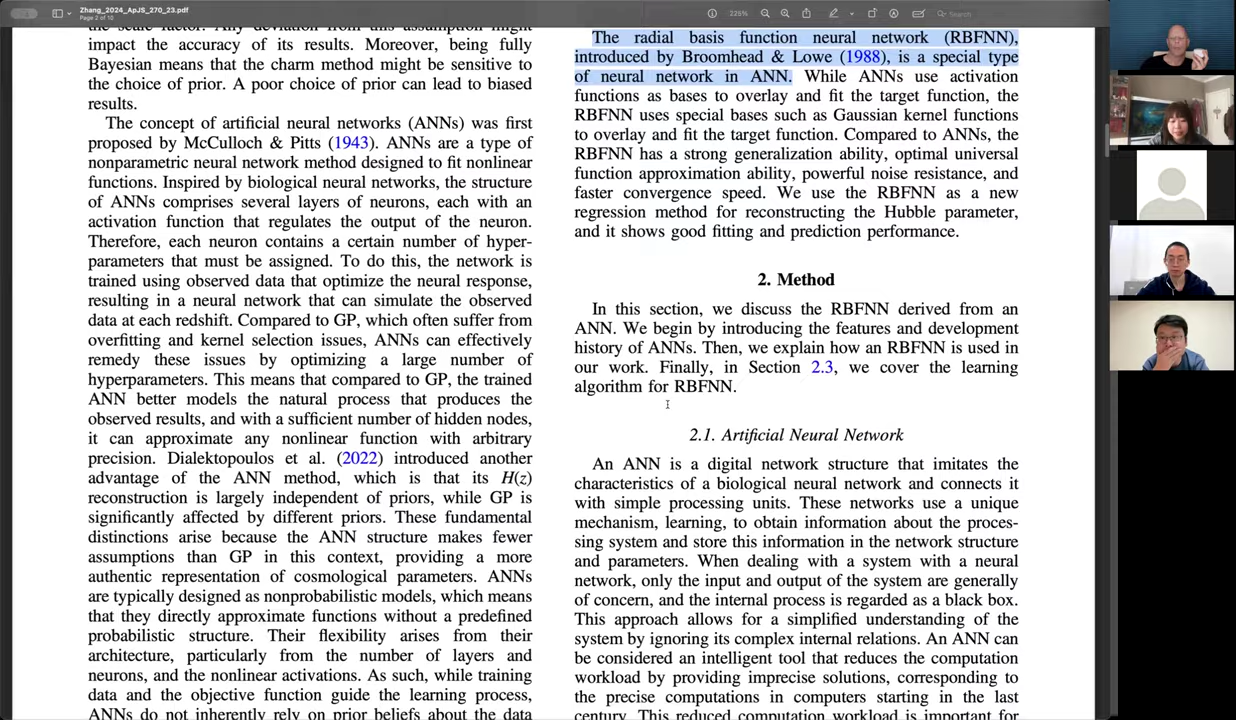 Zhang_2024_ApJS_270_23.pdf
Page 2 of 10
225%
Search
the scale factor. Any deviation from this assumption might
impact the accuracy of its results. Moreover, being fully
Bayesian means that the charm method might be sensitive to
the choice of prior. A poor choice of prior can lead to biased
results.
The concept of artificial neural networks (ANNs) was first
proposed by McCulloch & Pitts (1943). ANNs are a type of
nonparametric neural network method designed to fit nonlinear
functions. Inspired by biological neural networks, the structure
of ANNs comprises several layers of neurons, each with an
activation function that regulates the output of the neuron.
Therefore, each neuron contains a certain number of hyper-
parameters that must be assigned. To do this, the network is
trained using observed data that optimize the neural response,
resulting in a neural network that can simulate the observed
data at each redshift. Compared to GP, which often suffer from
overfitting and kernel selection issues, ANNs can effectively
remedy these issues by optimizing a large number of
hyperparameters. This means that compared to GP, the trained
ANN better models the natural process that produces the
observed results, and with a sufficient number of hidden nodes,
it can approximate any nonlinear function with arbitrary
precision. Dialektopoulos et al. (2022) introduced another
advantage of the ANN method, which is that its H(z)
reconstruction is largely independent of priors, while GP is
significantly affected by different priors. These fundamental
distinctions arise because the ANN structure makes fewer
assumptions than GP in this context, providing a more
authentic representation of cosmological parameters. ANNs
are typically designed as nonprobabilistic models, which means
that they directly approximate functions without a predefined
probabilistic structure. Their flexibility arises from their
architecture, particularly from the number of layers and
neurons, and the nonlinear activations. As such, while training
data and the objective function guide the learning process,
ANNs do not inherently rely on prior beliefs about the data
The radial basis function neural network (RBFNN),
introduced by Broomhead & Lowe (1988), is a special type
of neural network in ANN. While ANNs use activation
functions as bases to overlay and fit the target function, the
RBFNN uses special bases such as Gaussian kernel functions
to overlay and fit the target function. Compared to ANNs, the
RBFNN has a strong generalization ability, optimal universal
function approximation ability, powerful noise resistance, and
faster convergence speed. We use the RBFNN as a new
regression method for reconstructing the Hubble parameter,
and it shows good fitting and prediction performance.
2. Method
In this section, we discuss the RBFNN derived from an
ANN. We begin by introducing the features and development
history of ANNs. Then, we explain how an RBFNN is used in
our work. Finally, in Section 2.3, we cover the learning
algorithm for RBFNN.
2.1. Artificial Neural Network
An ANN is a digital network structure that imitates the
characteristics of a biological neural network and connects it
with simple processing units. These networks use a unique
mechanism, learning, to obtain information about the proces-
sing system and store this information in the network structure
and parameters. When dealing with a system with a neural
network, only the input and output of the system are generally
of concern, and the internal process is regarded as a black box.
This approach allows for a simplified understanding of the
system by ignoring its complex internal relations. An ANN can
be considered an intelligent tool that reduces the computation
workload by providing imprecise solutions, corresponding to
the precise computations in computers starting in the last
century. This reduced computation workload is important for